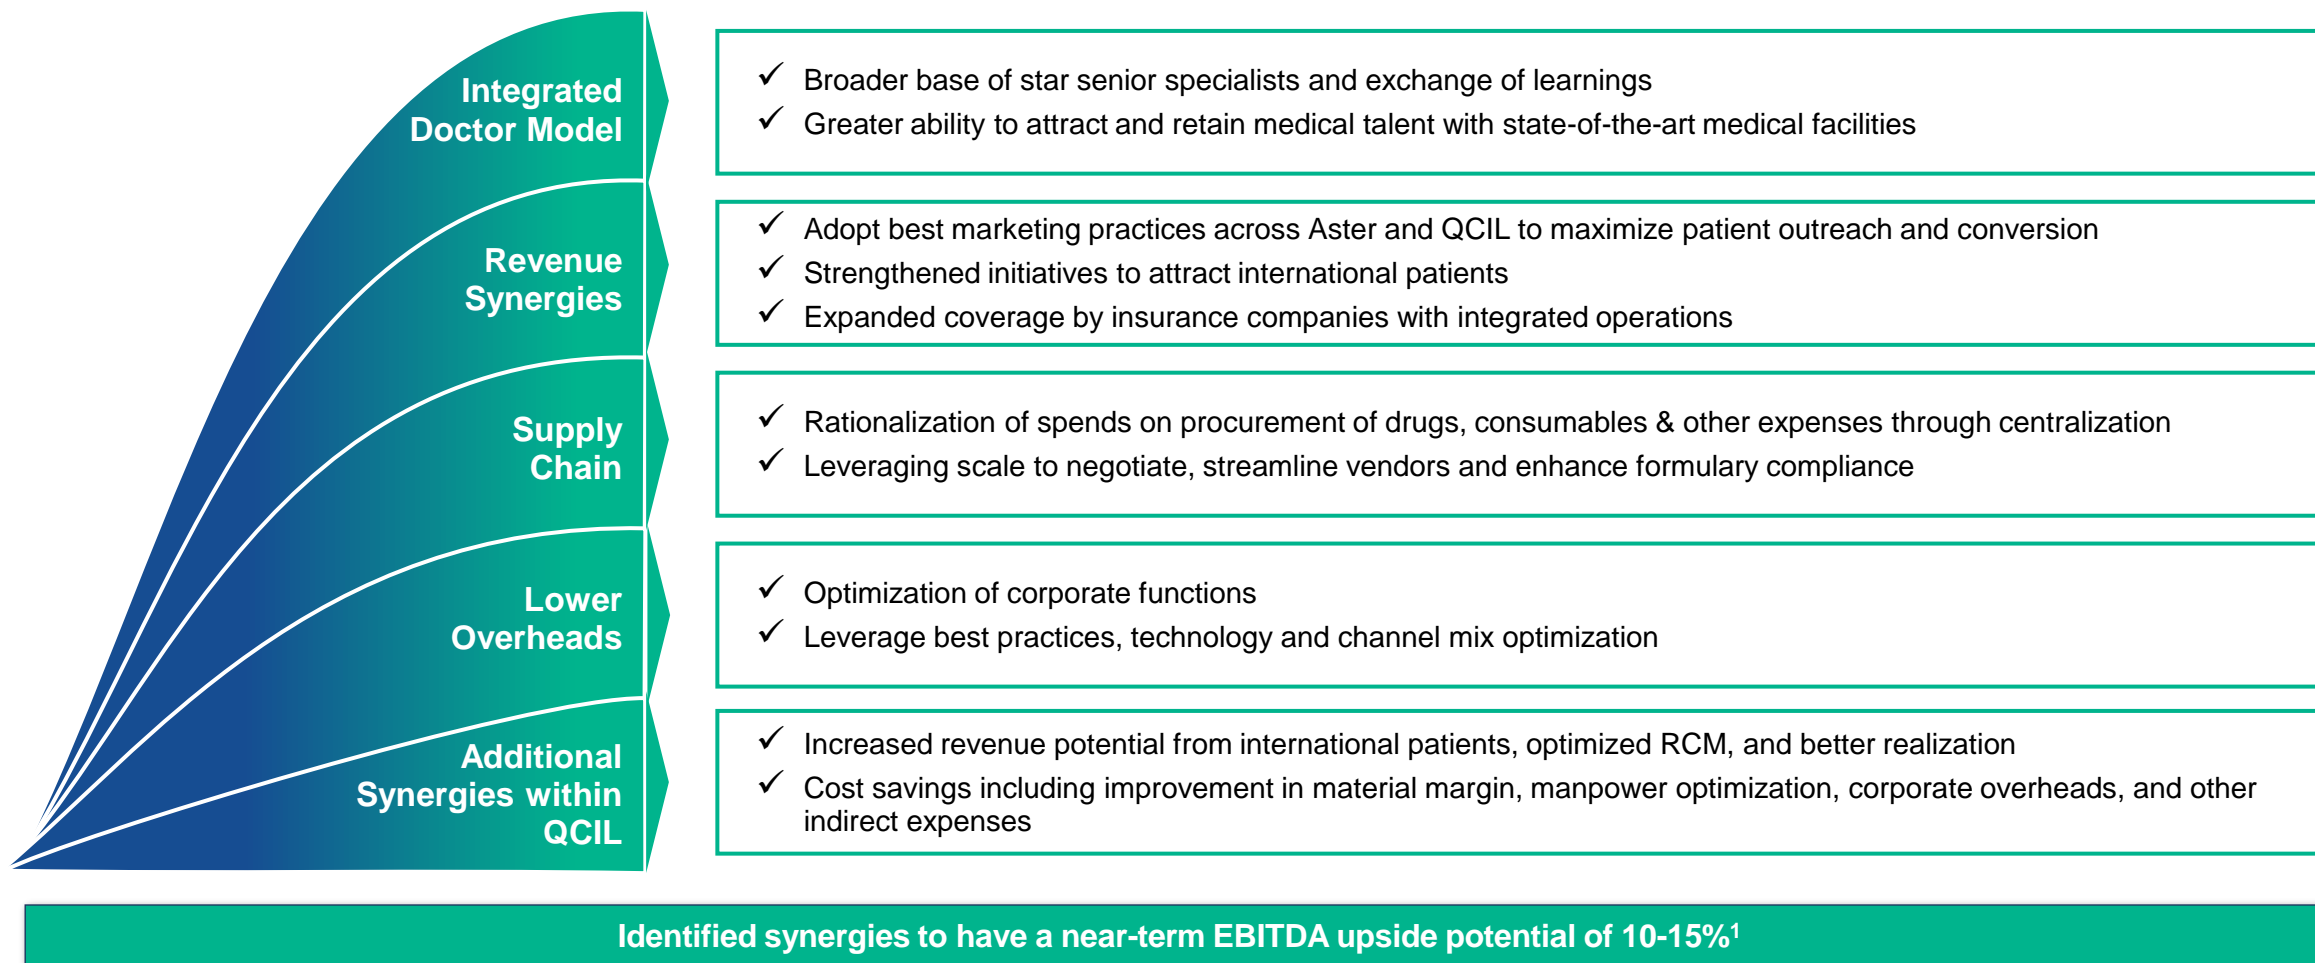 Integrated
Doctor Model
✓ Broader base of star senior specialists and exchange of learnings
✓ Greater ability to attract and retain medical talent with state-of-the-art medical facilities
Revenue
Synergies
✓ Adopt best marketing practices across Aster and QCIL to maximize patient outreach and conversion
✓ Strengthened initiatives to attract international patients
✓ Expanded coverage by insurance companies with integrated operations
Supply
Chain
✓ Rationalization of spends on procurement of drugs, consumables & other expenses through centralization
✓ Leveraging scale to negotiate, streamline vendors and enhance formulary compliance
Lower
Overheads
✓ Optimization of corporate functions
✓ Leverage best practices, technology and channel mix optimization
Additional
Synergies within
QCIL
✓ Increased revenue potential from international patients, optimized RCM, and better realization
✓ Cost savings including improvement in material margin, manpower optimization, corporate overheads, and other
indirect expenses
Identified synergies to have a near-term EBITDA upside potential of 10-15%¹